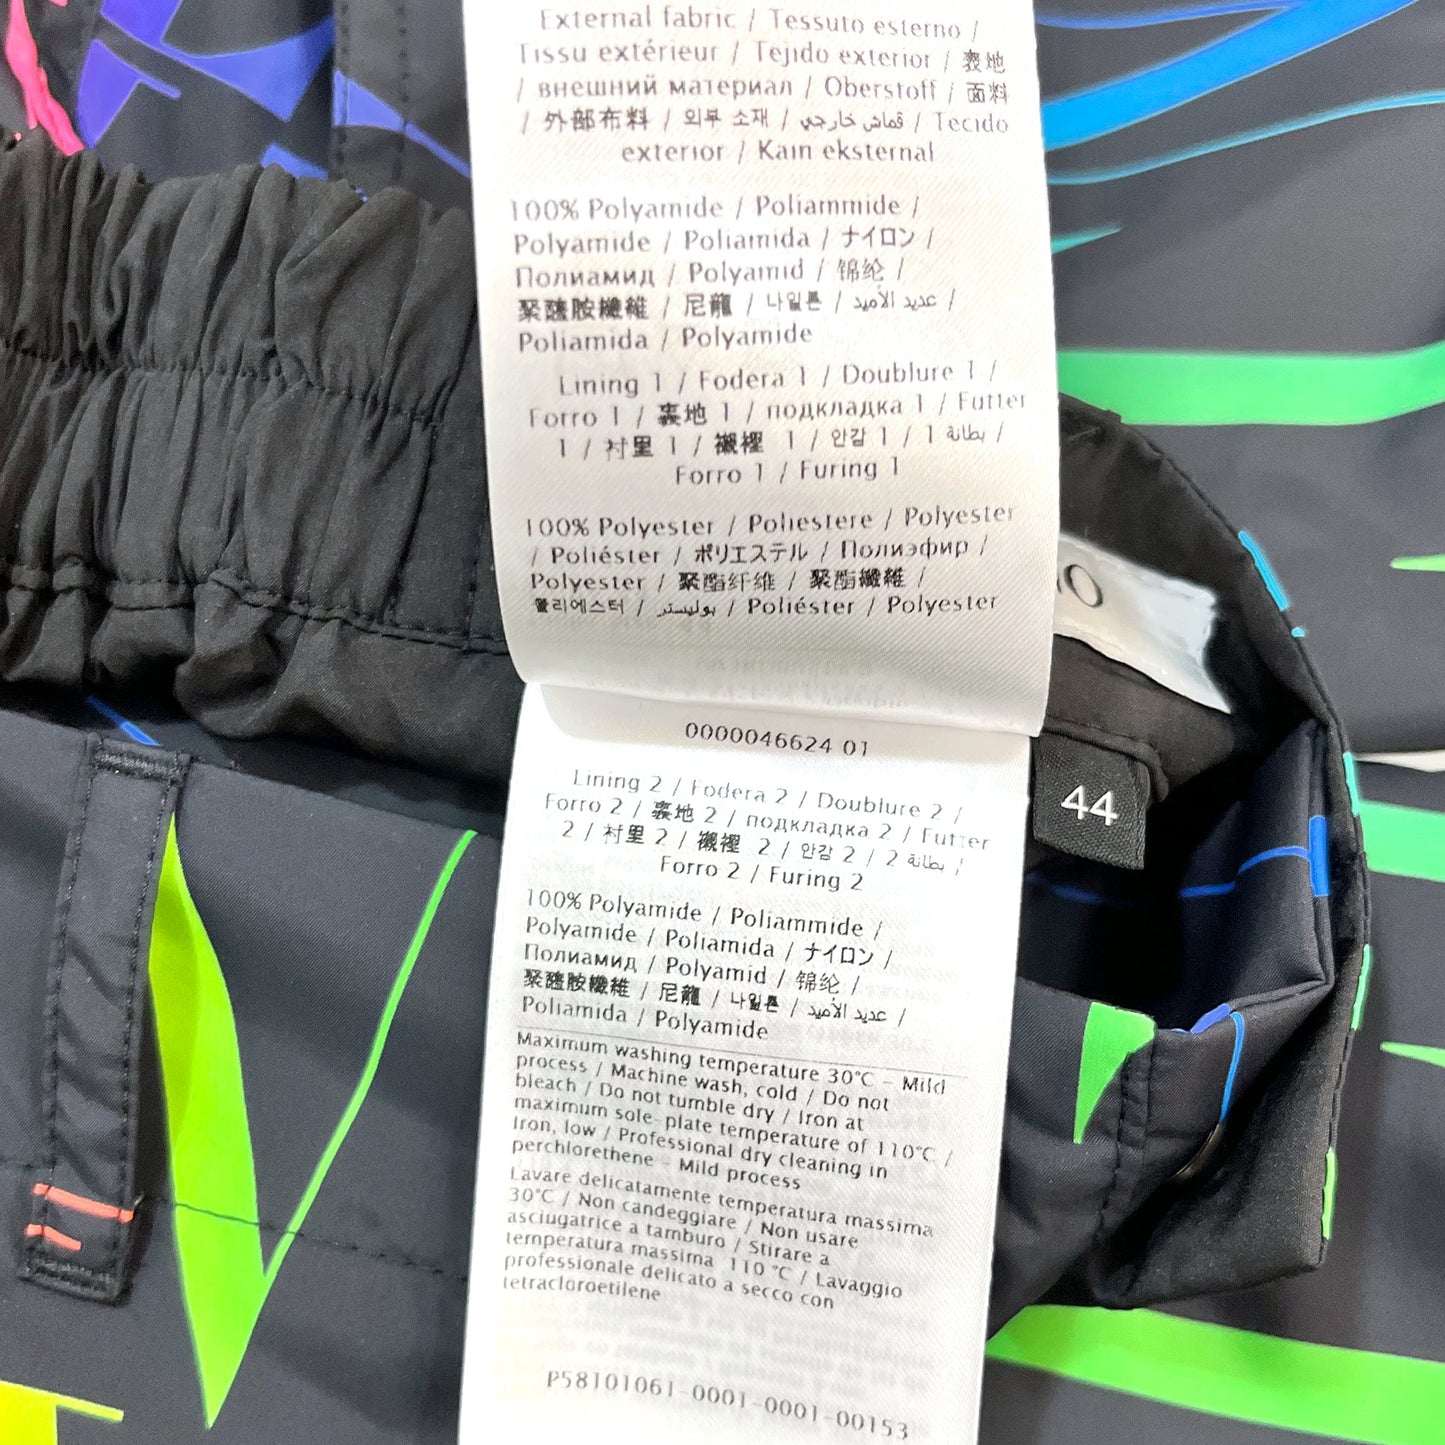 External fabric / Tessuto esterno /
Tissu extérieur / Tejido exterior / 表地
/ внешний материал / Oberstoff / 面料
/ 外部布料 / 외부 소재 / قماش خارجي / Tecido
exterior / Kain eksternal
100% Polyamide / Poliammide /
Polyamide / Poliamida / ナイロン /
Полиамид / Polyamid / 锦纶 /
聚醯胺纖維 / 尼龍 / 나일론 / عديد الأميد /
Poliamida / Polyamide
Lining 1 / Fodera 1 / Doublure 1 /
Forro 1 / 裏地 1 / подкладка 1 / Futter
1 / 衬里 1 / 襯裡 1 / 안감 1 / بطانة 1 /
Forro 1 / Furing 1
100% Polyester / Poliestere / Polyester
/ Poliéster / ポリエステル / Полиэфир /
Polyester / 聚酯纤维 / 聚酯纖維 /
폴리에스터 / بوليستر / Poliéster / Polyester
0000046624 01
44
Lining 2 / Fodera 2 / Doublure 2 /
Forro 2 / 裏地 2 / подкладка 2 / Futter
2 / 衬里 2 / 襯裡 2 / 안감 2 / بطانة 2 /
Forro 2 / Furing 2
100% Polyamide / Poliammide /
Polyamide / Poliamida / ナイロン /
Полиамид / Polyamid / 锦纶 /
聚醯胺纖維 / 尼龍 / 나일론 / عديد الأميد /
Poliamida / Polyamide
Maximum washing temperature 30°C - Mild
process / Machine wash, cold / Do not
bleach / Do not tumble dry / Iron at
maximum sole-plate temperature of 110°C /
Iron, low / Professional dry cleaning in
perchlorethene - Mild process
Lavare delicatamente temperatura massima
30°C / Non candeggiare / Non usare
asciugatrice a tamburo / Stirare a
temperatura massima 110 °C / Lavaggio
professionale delicato a secco con
tetracloroetilene
P58101061-0001-0001-00153